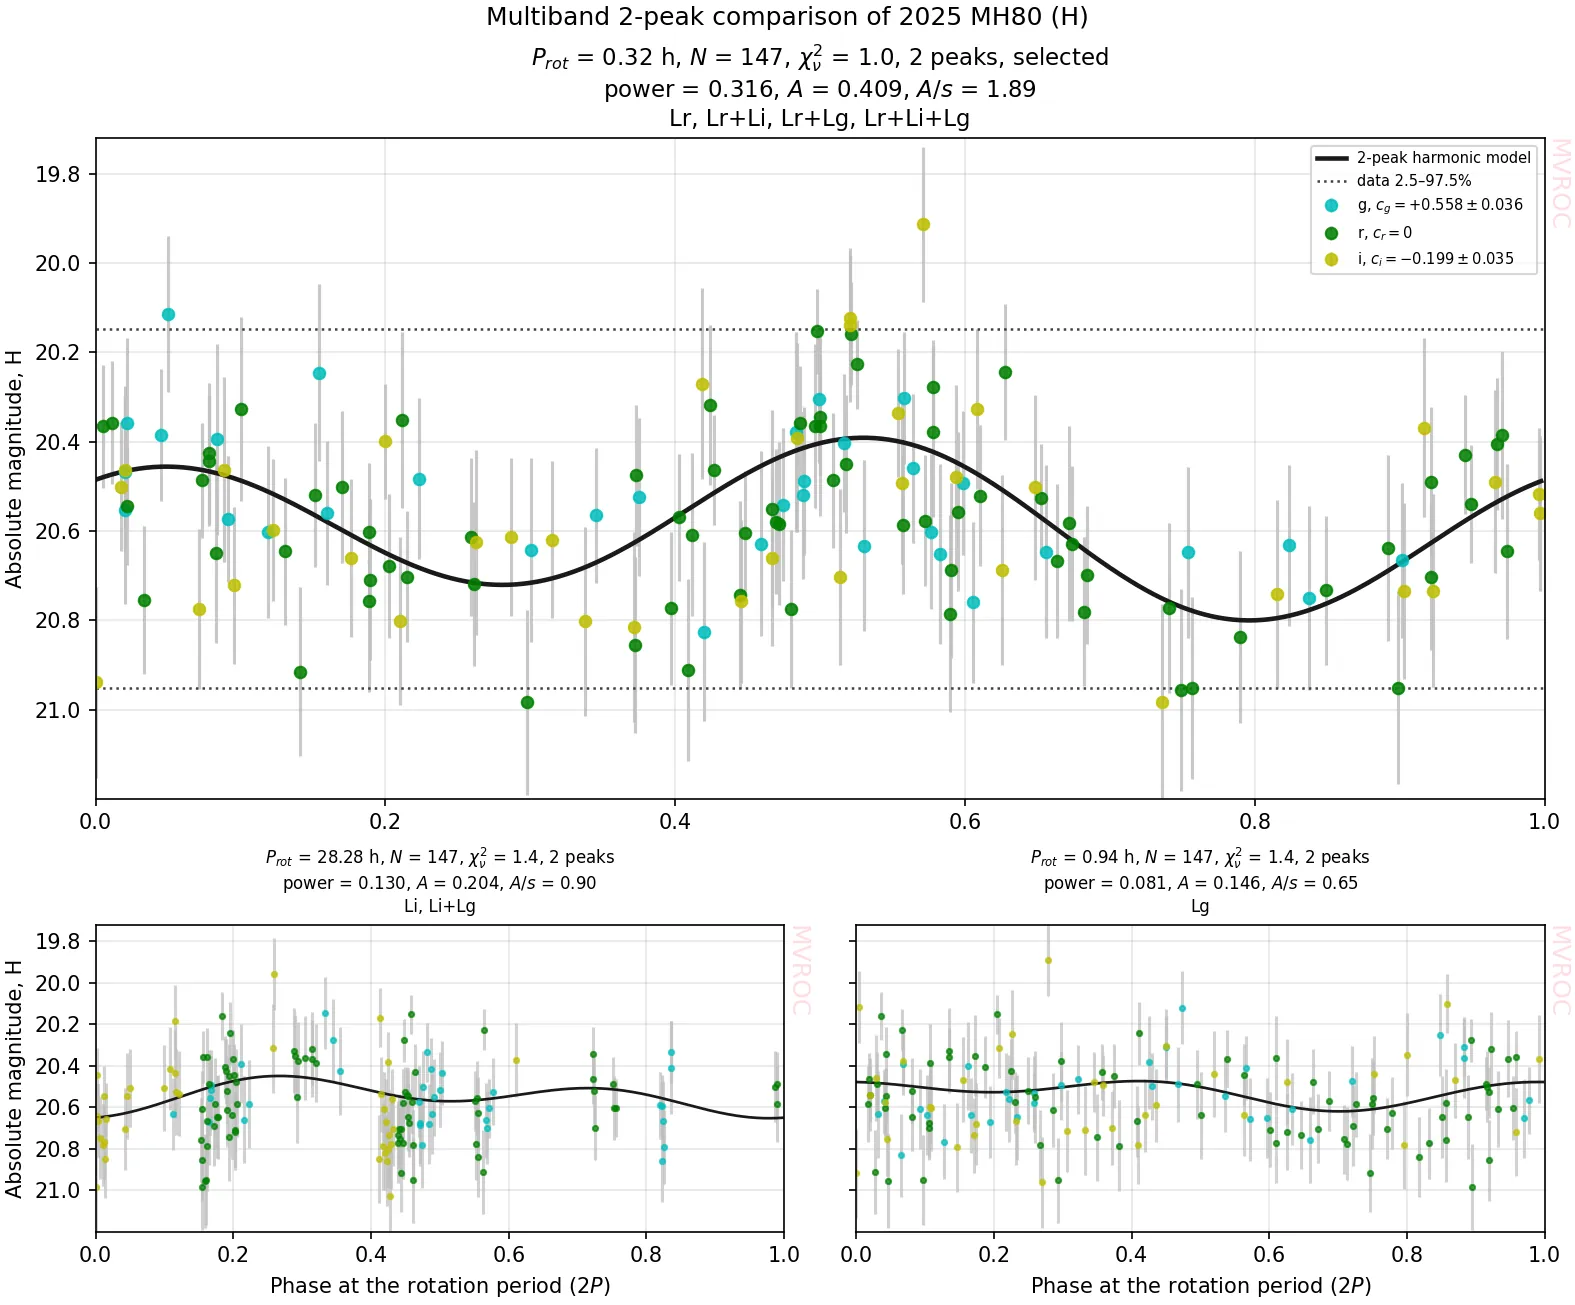 Multiband 2-peak comparison of 2025 MH80 (H)
P_rot = 0.32 h, N = 147, χ²_ν = 1.0, 2 peaks, selected
power = 0.316, A = 0.409, A/s = 1.89
Lr, Lr+Li, Lr+Lg, Lr+Li+Lg
2-peak harmonic model
data 2.5–97.5%
g, c_g = +0.558 ± 0.036
r, c_r = 0
i, c_i = −0.199 ± 0.035
MVROC
Absolute magnitude, H
19.8
20.0
20.2
20.4
20.6
20.8
21.0
0.0 0.2 0.4 0.6 0.8 1.0
P_rot = 28.28 h, N = 147, χ²_ν = 1.4, 2 peaks
power = 0.130, A = 0.204, A/s = 0.90
Li, Li+Lg
MVROC
Absolute magnitude, H
19.8
20.0
20.2
20.4
20.6
20.8
21.0
0.0 0.2 0.4 0.6 0.8 1.0
Phase at the rotation period (2P)
P_rot = 0.94 h, N = 147, χ²_ν = 1.4, 2 peaks
power = 0.081, A = 0.146, A/s = 0.65
Lg
MVROC
0.0 0.2 0.4 0.6 0.8 1.0
Phase at the rotation period (2P)